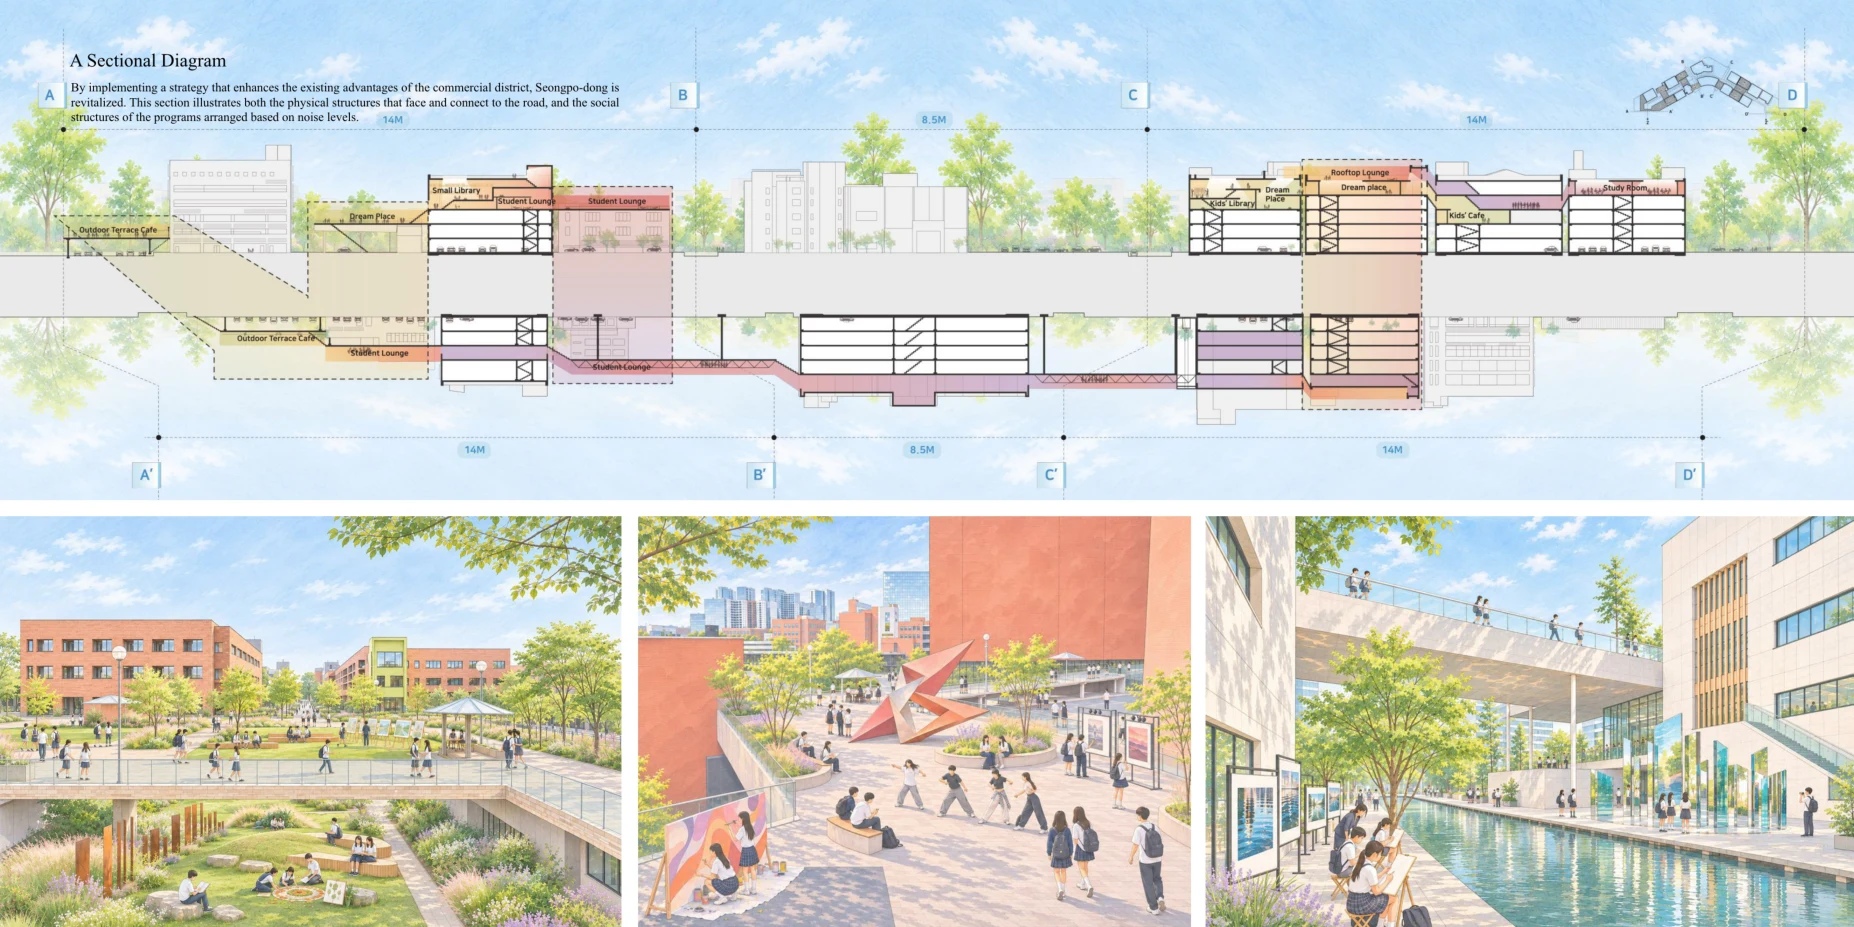 A Sectional Diagram
By implementing a strategy that enhances the existing advantages of the commercial district, Seongpo-dong is
revitalized. This section illustrates both the physical structures that face and connect to the road, and the social
structures of the programs arranged based on noise levels.
A
B
C
D
14M
8.5M
14M
Outdoor Terrace Cafe
Dream Place
Small Library
Student Lounge
Student Lounge
Kids' Library
Dream
Place
Rooftop Lounge
Dream place
Kids' Cafe
Study Room
Outdoor Terrace Cafe
Student Lounge
Student Lounge
14M
8.5M
14M
A'
B'
C'
D'